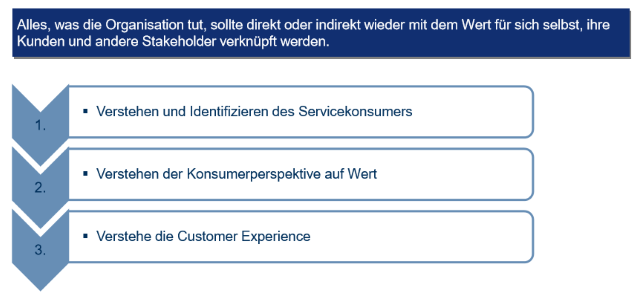 Alles, was die Organisation tut, sollte direkt oder indirekt wieder mit dem Wert für sich selbst, ihre
Kunden und andere Stakeholder verknüpft werden.
1.
▪ Verstehen und Identifizieren des Servicekonsumers
2.
▪ Verstehen der Konsumerperspektive auf Wert
3.
▪ Verstehe die Customer Experience